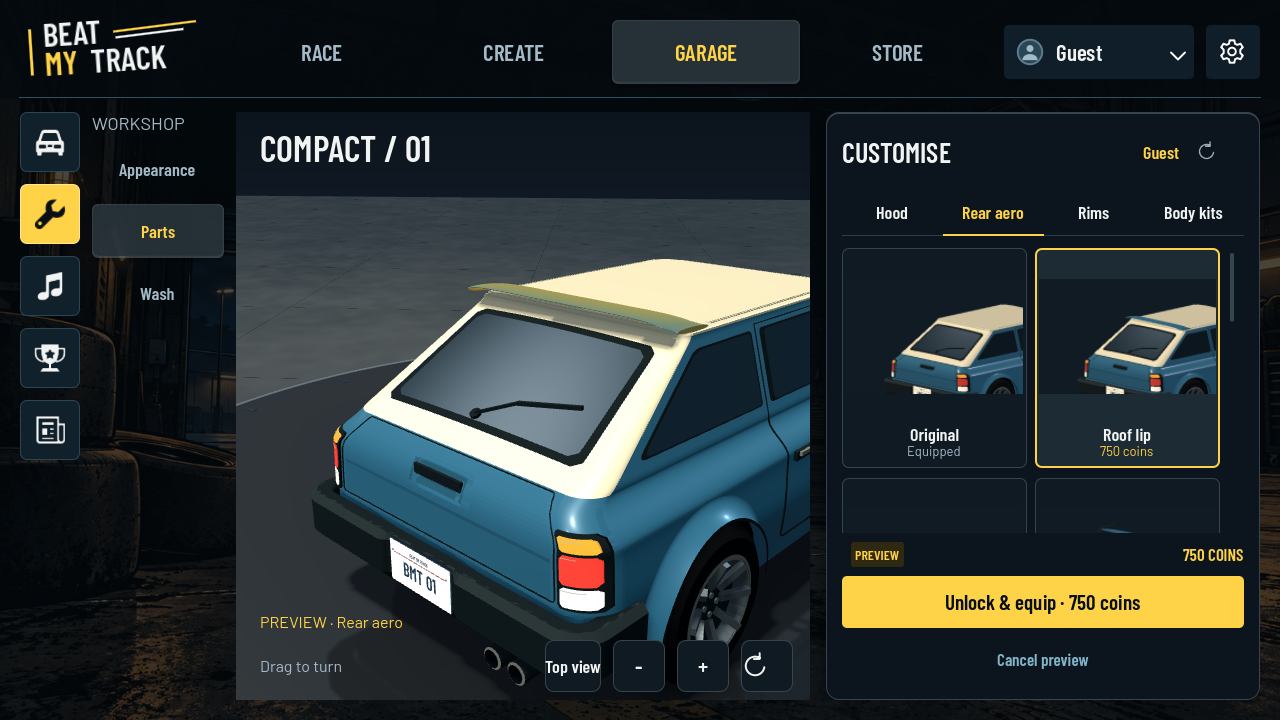 BEAT
MY TRACK
RACE
CREATE
GARAGE
STORE
Guest
WORKSHOP
Appearance
Parts
Wash
COMPACT / 01
BMT 01
PREVIEW · Rear aero
Drag to turn
Top view
-
+
CUSTOMISE
Guest
Hood
Rear aero
Rims
Body kits
Original
Equipped
Roof lip
750 coins
PREVIEW
750 COINS
Unlock & equip · 750 coins
Cancel preview